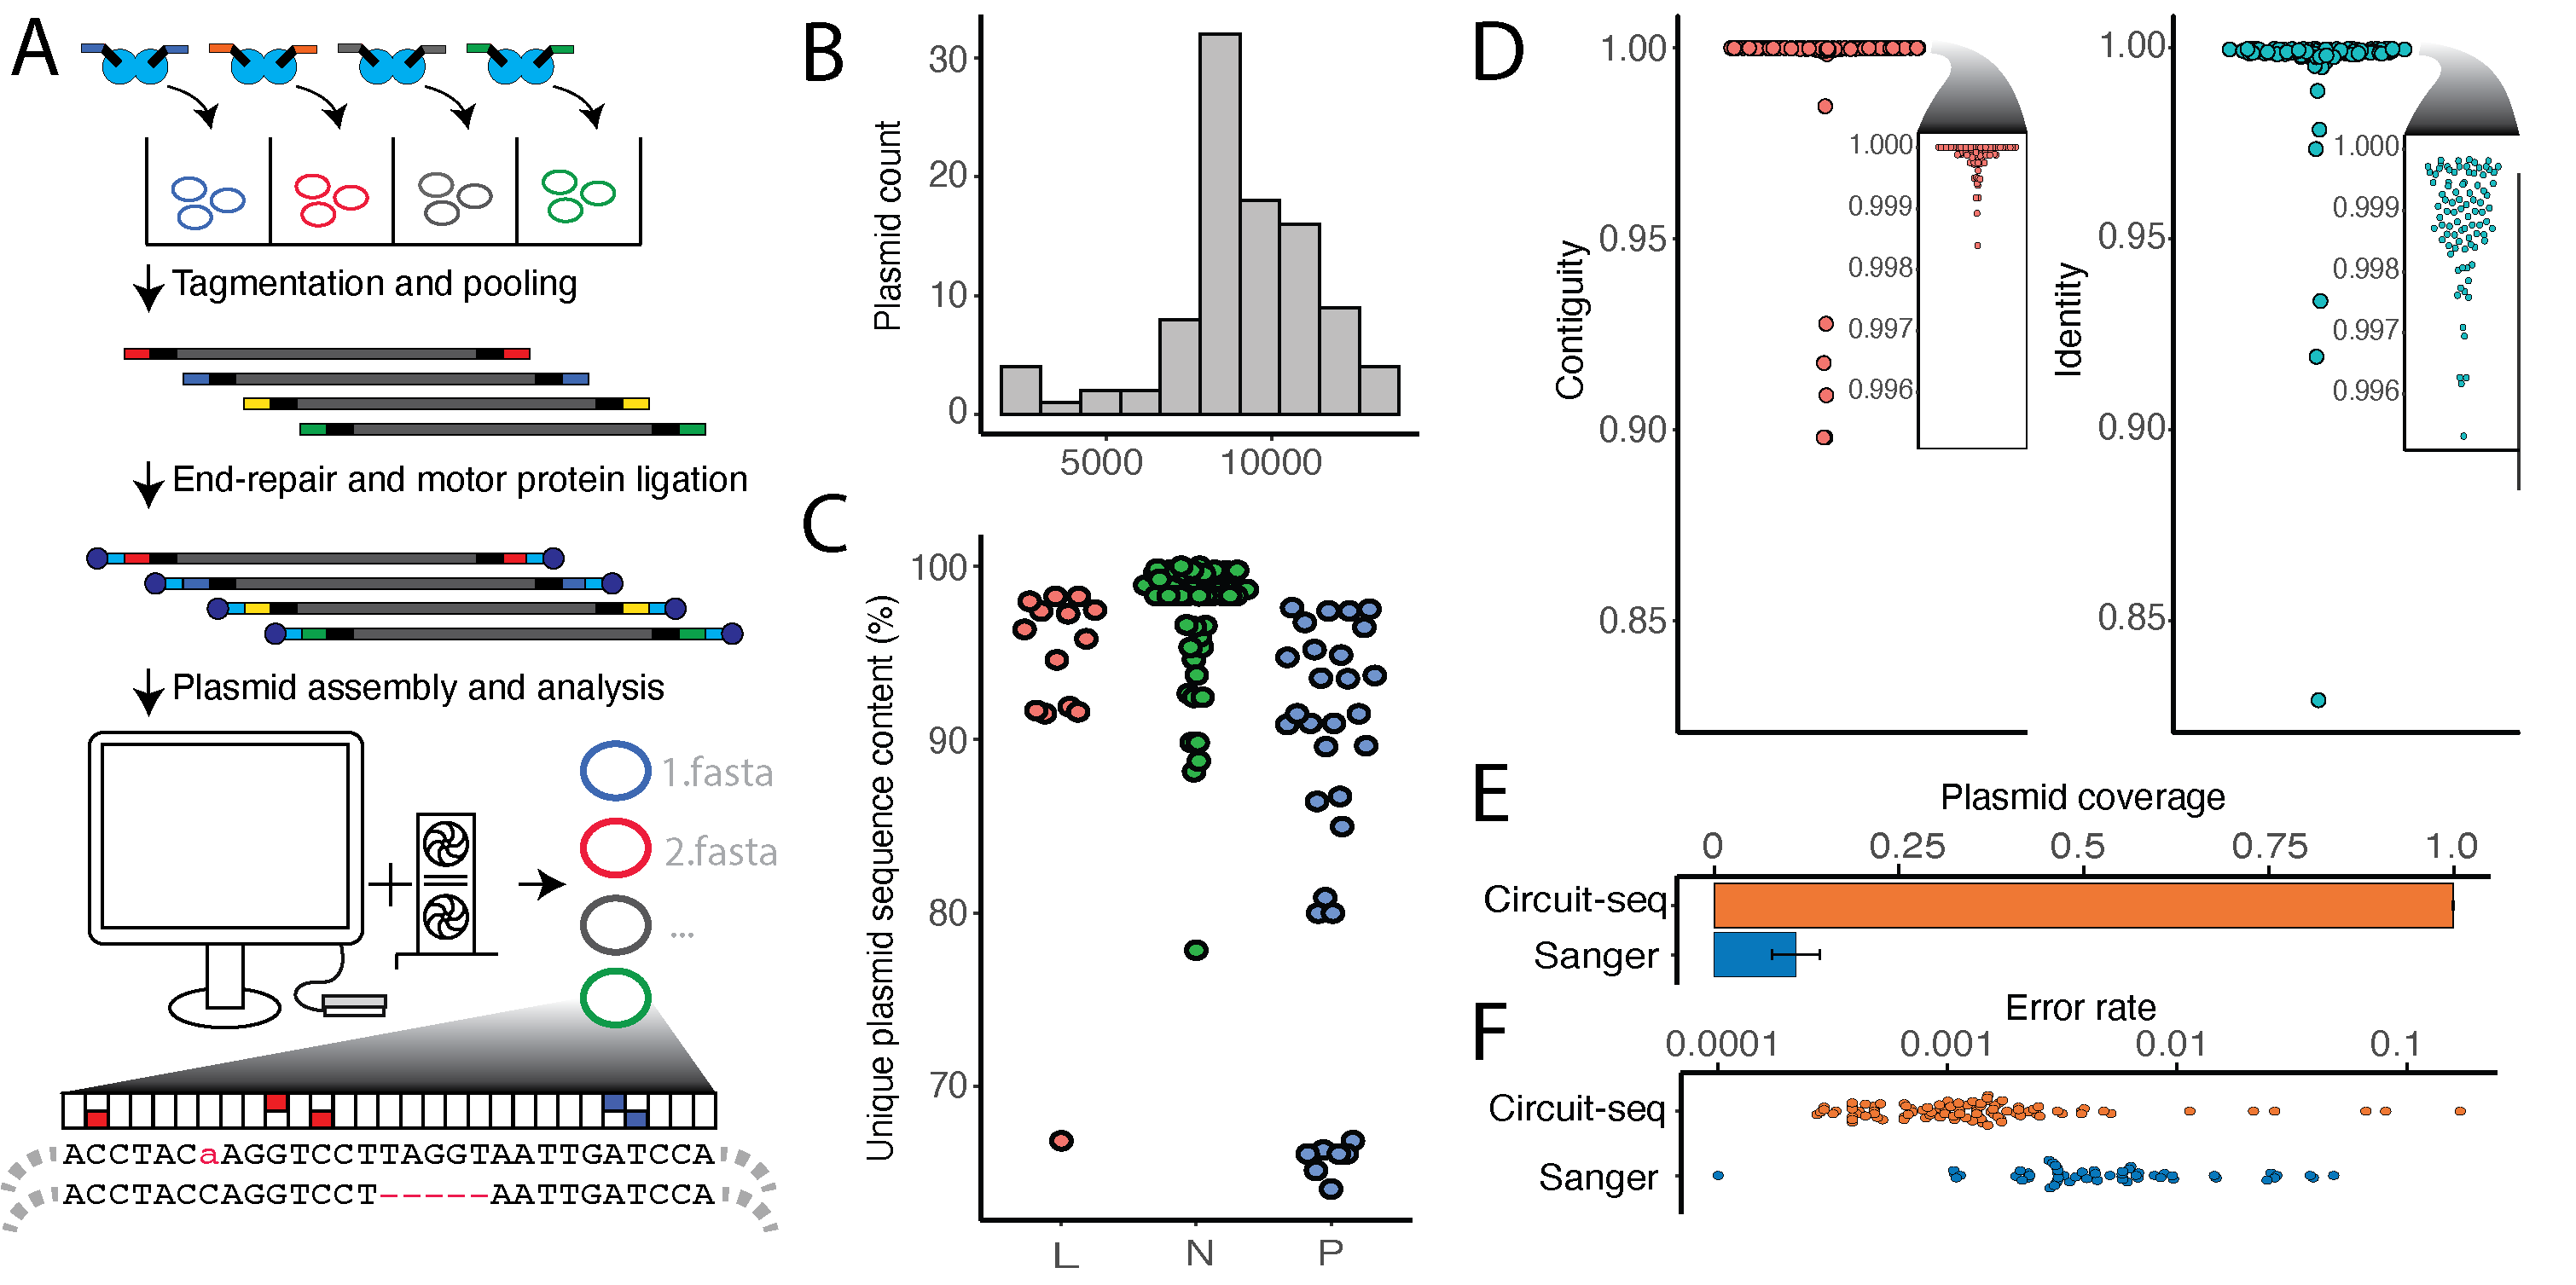 A
Tagmentation and pooling
End-repair and motor protein ligation
Plasmid assembly and analysis
1.fasta
2.fasta
...
ACCTACaAGGTCCTTAGGTAATTGATCCA
ACCTACCAGGTCCT-----AATTGATCCA
B
Plasmid count
30
20
10
0
5000
10000
C
Unique plasmid sequence content (%)
100
90
80
70
L
N
P
D
Contiguity
1.00
0.95
0.90
0.85
1.000
0.999
0.998
0.997
0.996
Identity
1.00
0.95
0.90
0.85
1.000
0.999
0.998
0.997
0.996
E
Plasmid coverage
0
0.25
0.5
0.75
1.0
Circuit-seq
Sanger
F
Error rate
0.0001
0.001
0.01
0.1
Circuit-seq
Sanger